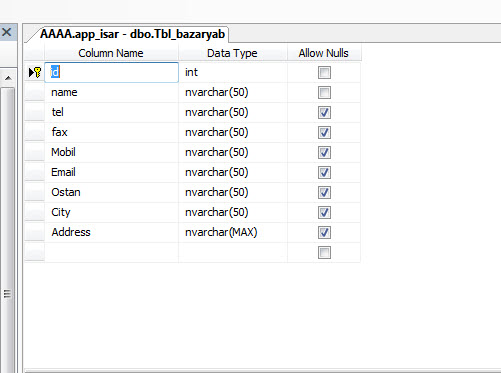 AAAA.app_isar - dbo.Tbl_bazaryab
Column Name Data Type Allow Nulls
id int
name nvarchar(50)
tel nvarchar(50)
fax nvarchar(50)
Mobil nvarchar(50)
Email nvarchar(50)
Ostan nvarchar(50)
City nvarchar(50)
Address nvarchar(MAX)